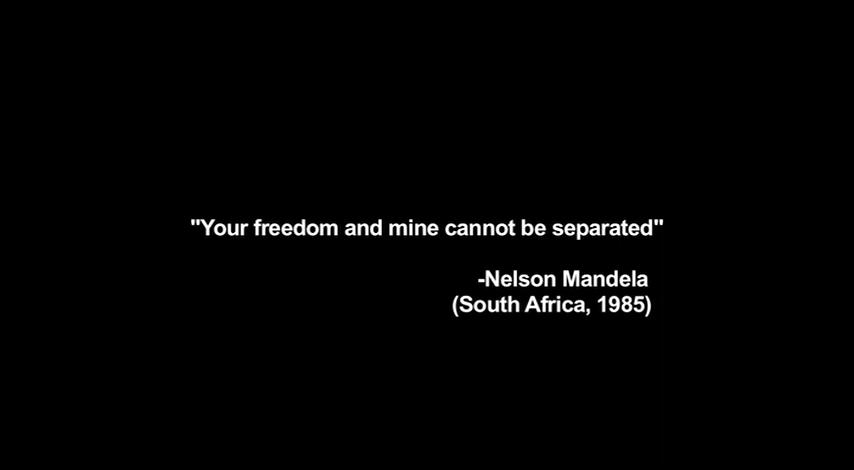 "Your freedom and mine cannot be separated"
-Nelson Mandela
(South Africa, 1985)